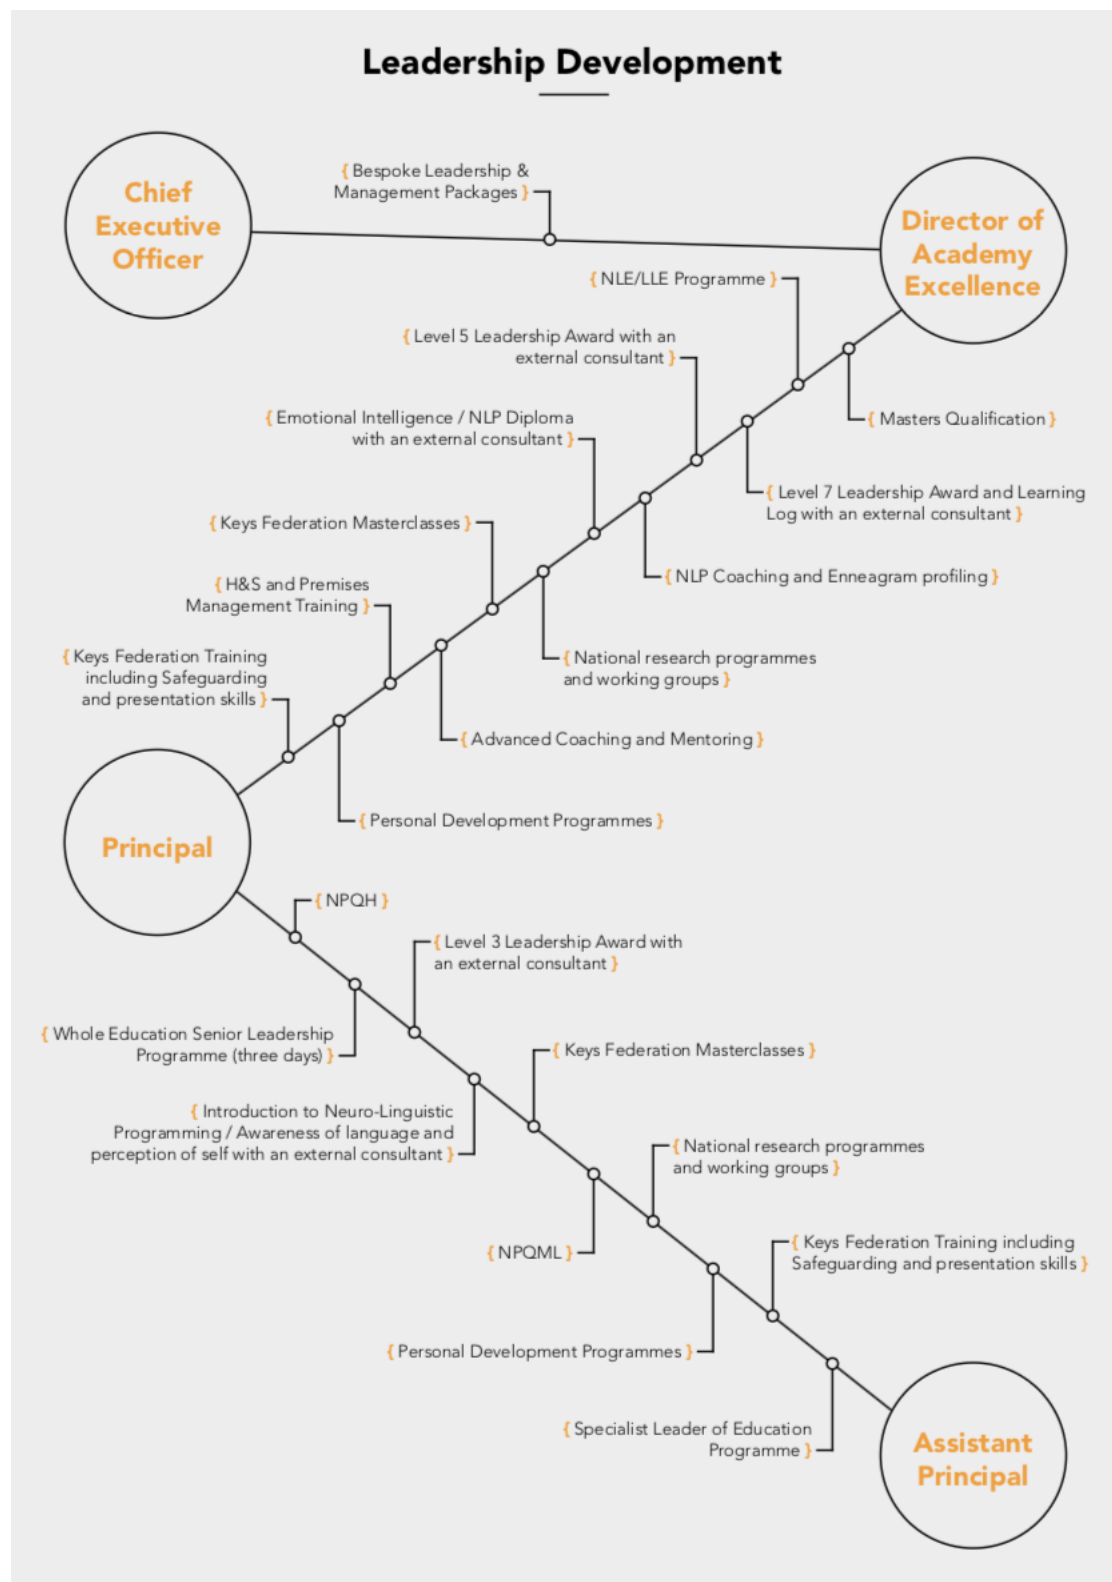 Leadership Development
Chief
Executive
Officer
{ Bespoke Leadership &
Management Packages }
Director of
Academy
Excellence
{ NLE/LLE Programme }
{ Level 5 Leadership Award with an
external consultant }
{ Masters Qualification }
{ Emotional Intelligence / NLP Diploma
with an external consultant }
{ Level 7 Leadership Award and Learning
Log with an external consultant }
{ Keys Federation Masterclasses }
{ NLP Coaching and Enneagram profiling }
{ H&S and Premises
Management Training }
{ National research programmes
and working groups }
{ Keys Federation Training
including Safeguarding
and presentation skills }
{ Advanced Coaching and Mentoring }
{ Personal Development Programmes }
Principal
{ NPQH }
{ Level 3 Leadership Award with
an external consultant }
{ Whole Education Senior Leadership
Programme (three days) }
{ Keys Federation Masterclasses }
{ Introduction to Neuro-Linguistic
Programming / Awareness of language and
perception of self with an external consultant }
{ National research programmes
and working groups }
{ NPQML }
{ Keys Federation Training including
Safeguarding and presentation skills }
{ Personal Development Programmes }
{ Specialist Leader of Education
Programme }
Assistant
Principal